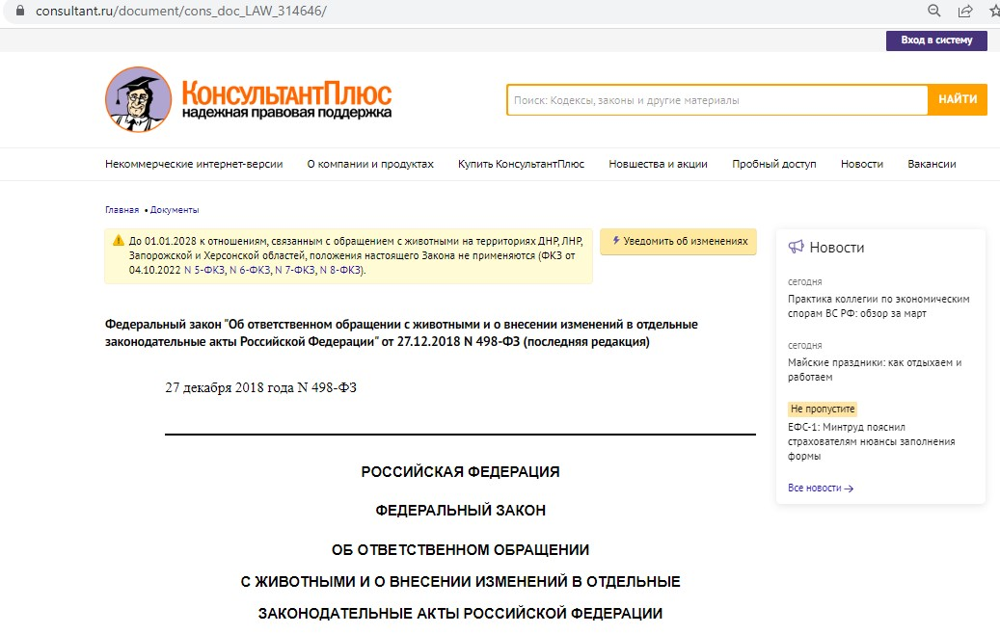 consultant.ru/document/cons_doc_LAW_314646/
Вход в систему
КонсультантПлюс
надежная правовая поддержка
Поиск: Кодексы, законы и другие материалы
НАЙТИ
Некоммерческие интернет-версии О компании и продуктах Купить КонсультантПлюс Новшества и акции Пробный доступ Новости Вакансии
Главная • Документы
До 01.01.2028 к отношениям, связанным с обращением с животными на территориях ДНР, ЛНР,
Запорожской и Херсонской областей, положения настоящего Закона не применяются (ФКЗ от
04.10.2022 N 5-ФКЗ, N 6-ФКЗ, N 7-ФКЗ, N 8-ФКЗ).
Уведомить об изменениях
Федеральный закон "Об ответственном обращении с животными и о внесении изменений в отдельные
законодательные акты Российской Федерации" от 27.12.2018 N 498-ФЗ (последняя редакция)
27 декабря 2018 года N 498-ФЗ
РОССИЙСКАЯ ФЕДЕРАЦИЯ
ФЕДЕРАЛЬНЫЙ ЗАКОН
ОБ ОТВЕТСТВЕННОМ ОБРАЩЕНИИ
С ЖИВОТНЫМИ И О ВНЕСЕНИИ ИЗМЕНЕНИЙ В ОТДЕЛЬНЫЕ
ЗАКОНОДАТЕЛЬНЫЕ АКТЫ РОССИЙСКОЙ ФЕДЕРАЦИИ
Новости
сегодня
Практика коллегии по экономическим
спорам ВС РФ: обзор за март
сегодня
Майские праздники: как отдыхаем и
работаем
Не пропустите
ЕФС-1: Минтруд пояснил
страхователям нюансы заполнения
формы
Все новости